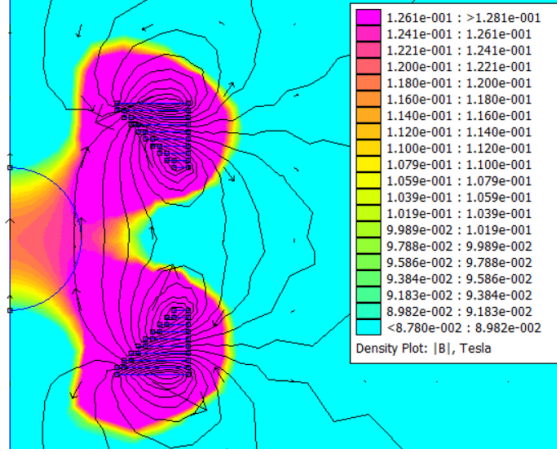 1.261e-001 : >1.281e-001
1.241e-001 : 1.261e-001
1.221e-001 : 1.241e-001
1.200e-001 : 1.221e-001
1.180e-001 : 1.200e-001
1.160e-001 : 1.180e-001
1.140e-001 : 1.160e-001
1.120e-001 : 1.140e-001
1.100e-001 : 1.120e-001
1.079e-001 : 1.100e-001
1.059e-001 : 1.079e-001
1.039e-001 : 1.059e-001
1.019e-001 : 1.039e-001
9.989e-002 : 1.019e-001
9.788e-002 : 9.989e-002
9.586e-002 : 9.788e-002
9.384e-002 : 9.586e-002
9.183e-002 : 9.384e-002
8.982e-002 : 9.183e-002
<8.780e-002 : 8.982e-002
Density Plot: |B|, Tesla